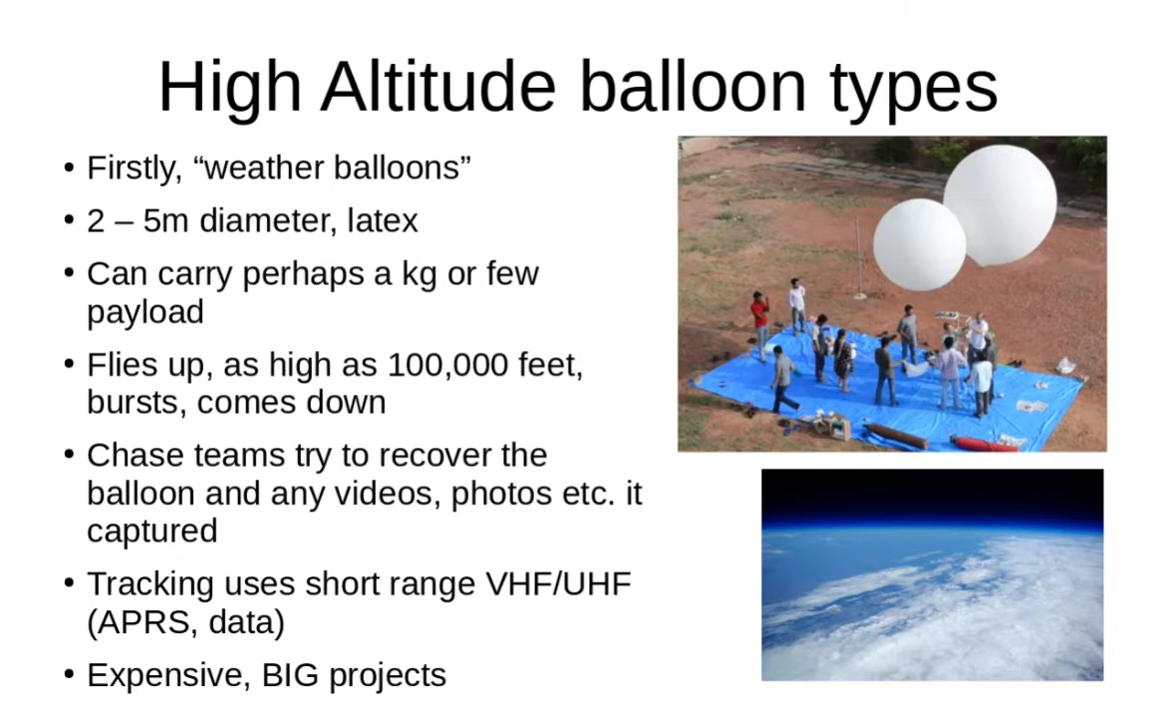 High Altitude balloon types
• Firstly, “weather balloons”
• 2 – 5m diameter, latex
• Can carry perhaps a kg or few
payload
• Flies up, as high as 100,000 feet,
bursts, comes down
• Chase teams try to recover the
balloon and any videos, photos etc. it
captured
• Tracking uses short range VHF/UHF
(APRS, data)
• Expensive, BIG projects